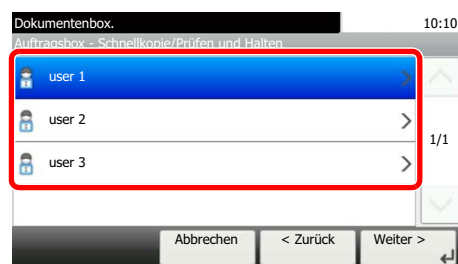 Dokumentenbox. 10:10
Auftragsbox - Schnellkopie/Prüfen und Halten
user 1
user 2
1/1
user 3
Abbrechen < Zurück Weiter >